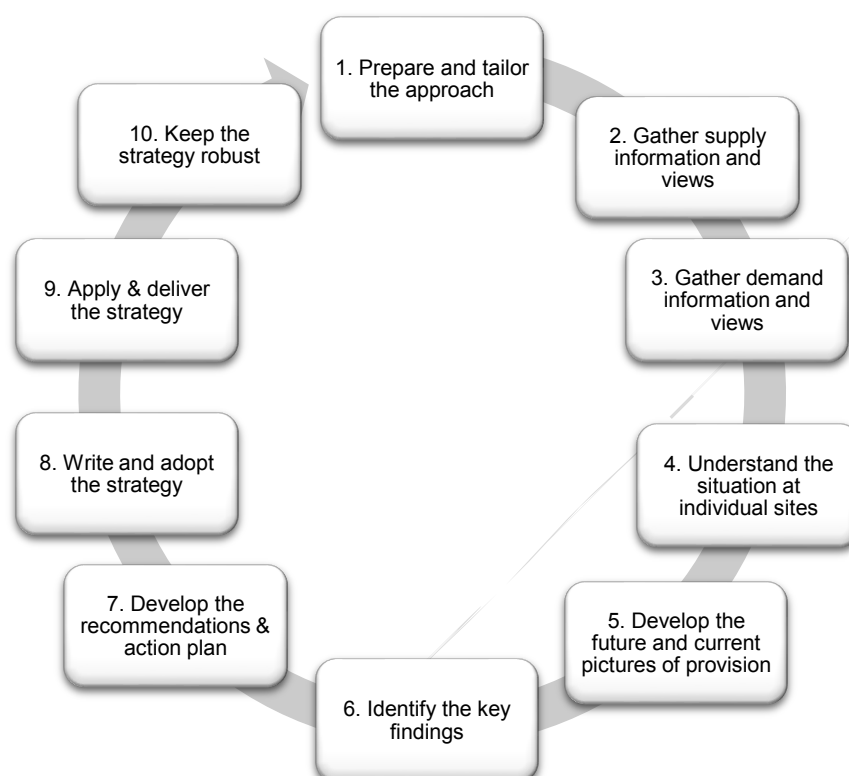 1. Prepare and tailor
the approach
2. Gather supply
information and
views
3. Gather demand
information and
views
4. Understand the
situation at
individual sites
5. Develop the
future and current
pictures of provision
6. Identify the key
findings
7. Develop the
recommendations &
action plan
8. Write and adopt
the strategy
9. Apply & deliver
the strategy
10. Keep the
strategy robust